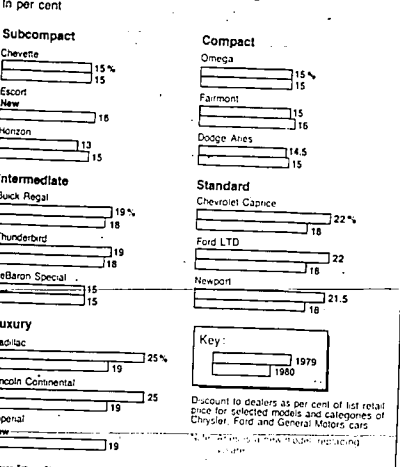 In per cent
Subcompact
Chevette
15%
15
Escort
New
16
Horizon
13
15
Intermediate
Buick Regal
19%
18
Thunderbird
19
18
LeBaron Special
15
15
Luxury
Cadillac
25%
19
Lincoln Continental
25
19
Imperial
New
19
Compact
Omega
15%
15
Fairmont
15
16
Dodge Aries
14.5
15
Standard
Chevrolet Caprice
22%
18
Ford LTD
22
18
Newport
21.5
18
Key:
1979
1980
Discount to dealers as per cent of list retail
price for selected models and categories of
Chrysler, Ford and General Motors cars
is a new model, replacing